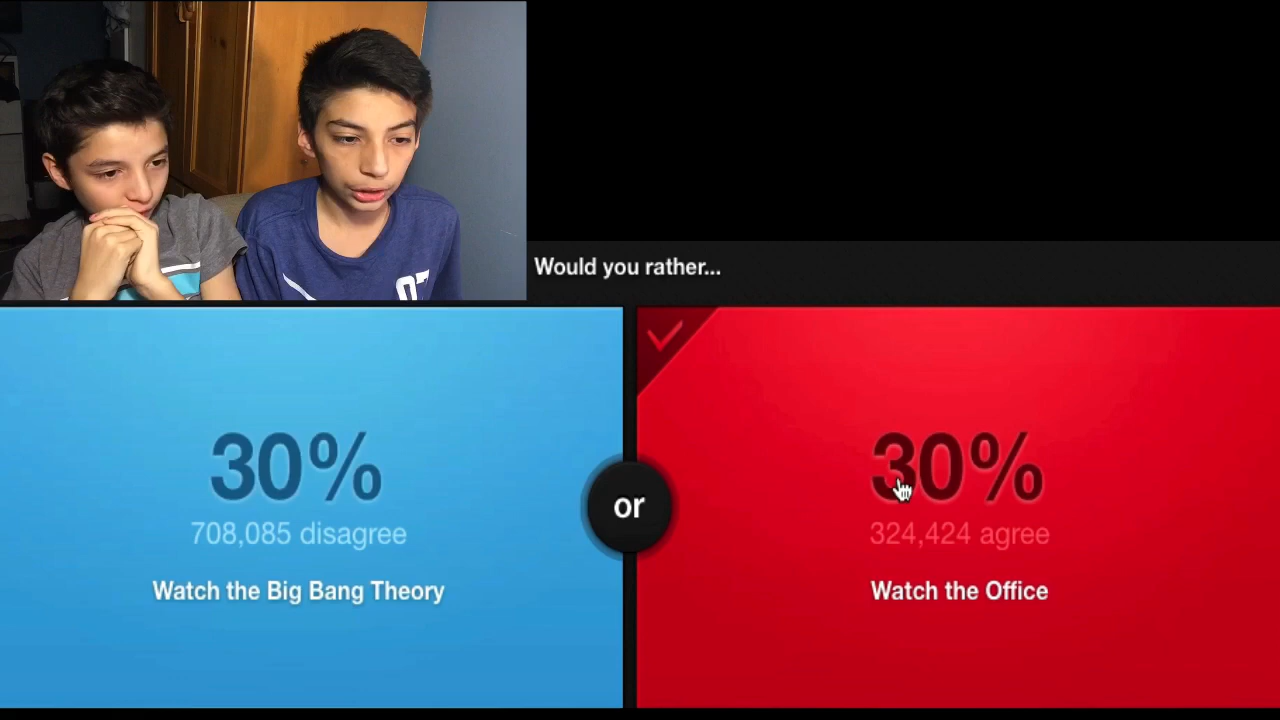 Would you rather...
30%
708,085 disagree
Watch the Big Bang Theory
or
30%
324,424 agree
Watch the Office